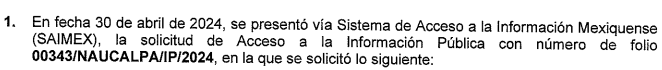 1. En fecha 30 de abril de 2024, se presentó vía Sistema de Acceso a la Información Mexiquense
(SAIMEX), la solicitud de Acceso a la Información Pública con número de folio
00343/NAUCALPA/IP/2024, en la que se solicitó lo siguiente: